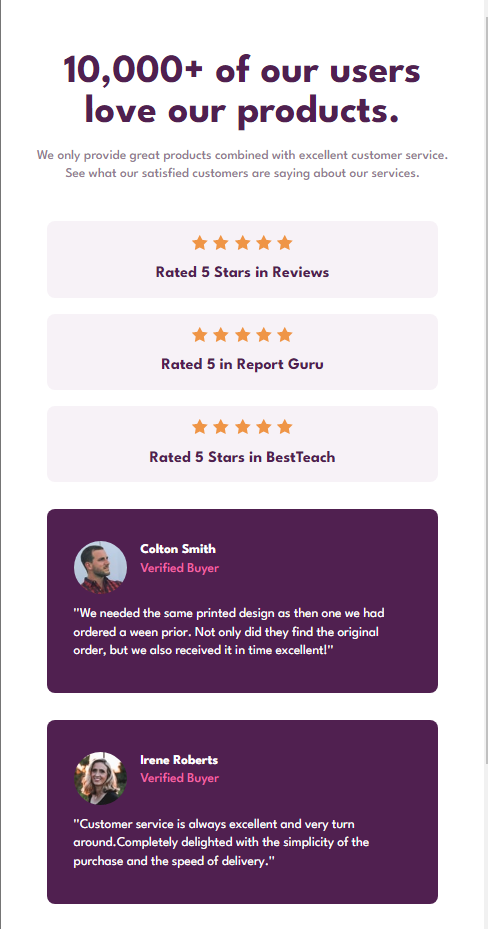 10,000+ of our users
love our products.
We only provide great products combined with excellent customer service.
See what our satisfied customers are saying about our services.
Rated 5 Stars in Reviews
Rated 5 in Report Guru
Rated 5 Stars in BestTeach
Colton Smith
Verified Buyer
"We needed the same printed design as then one we had
ordered a ween prior. Not only did they find the original
order, but we also received it in time excellent!"
Irene Roberts
Verified Buyer
"Customer service is always excellent and very turn
around.Completely delighted with the simplicity of the
purchase and the speed of delivery."